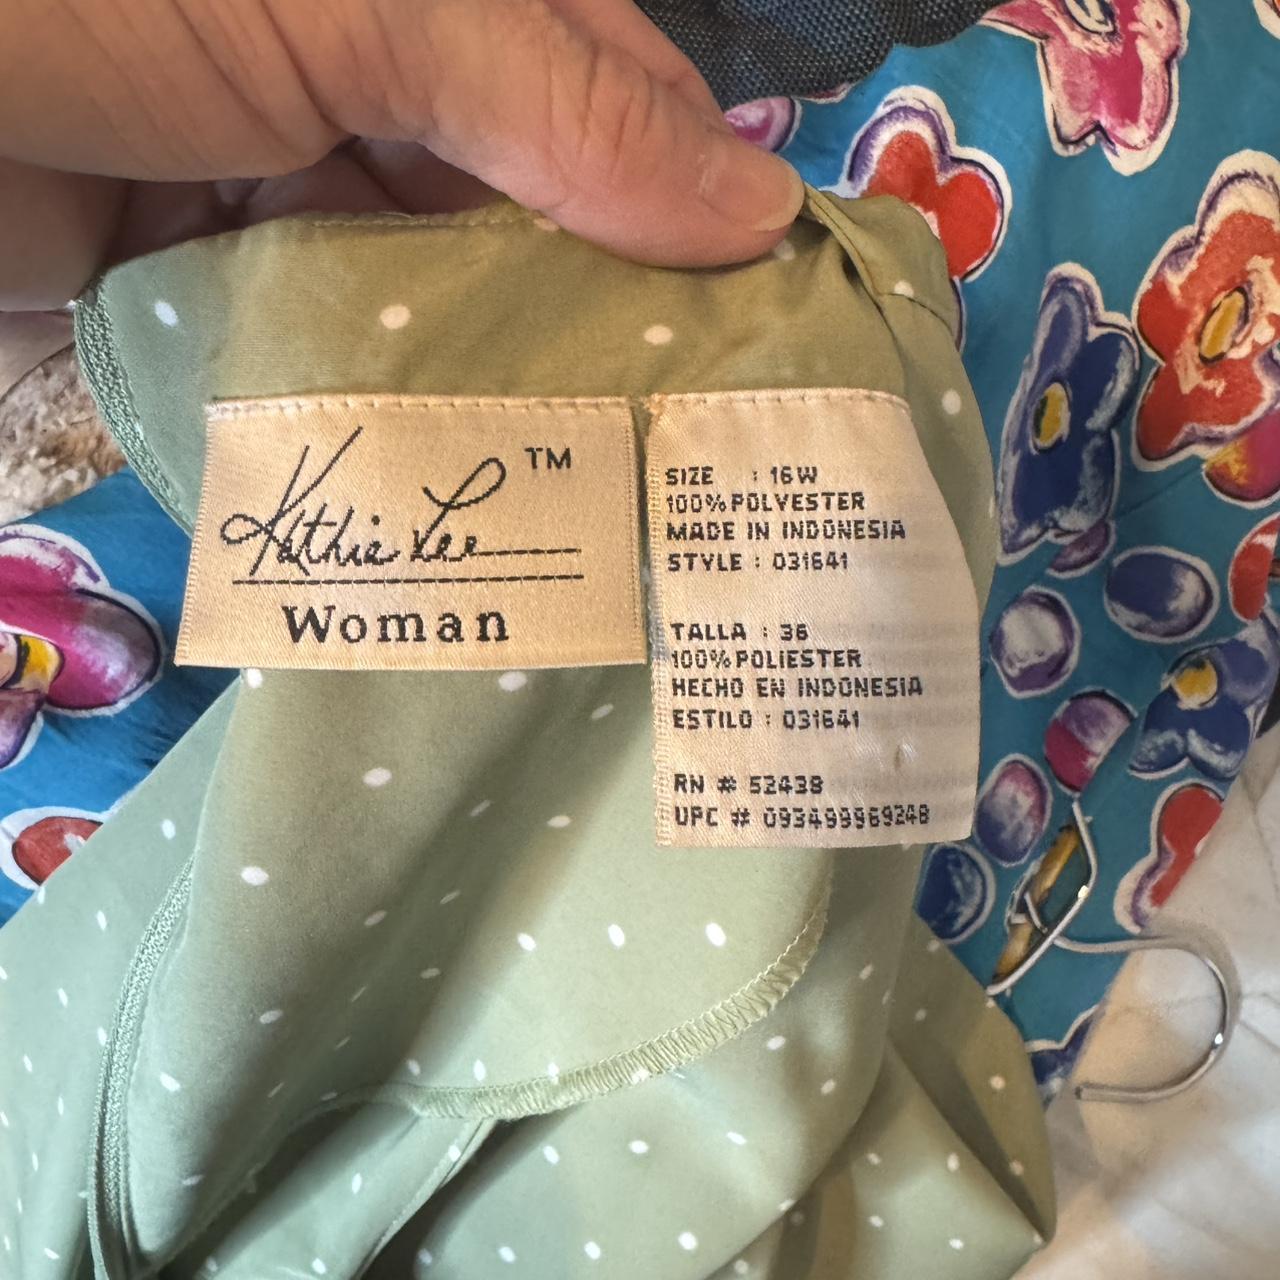 Kathie Lee TM
Woman
SIZE : 16W
100% POLYESTER
MADE IN INDONESIA
STYLE : 031641
TALLA : 36
100% POLIESTER
HECHO EN INDONESIA
ESTILO : 031641
RN # 52438
UPC # 093499969248